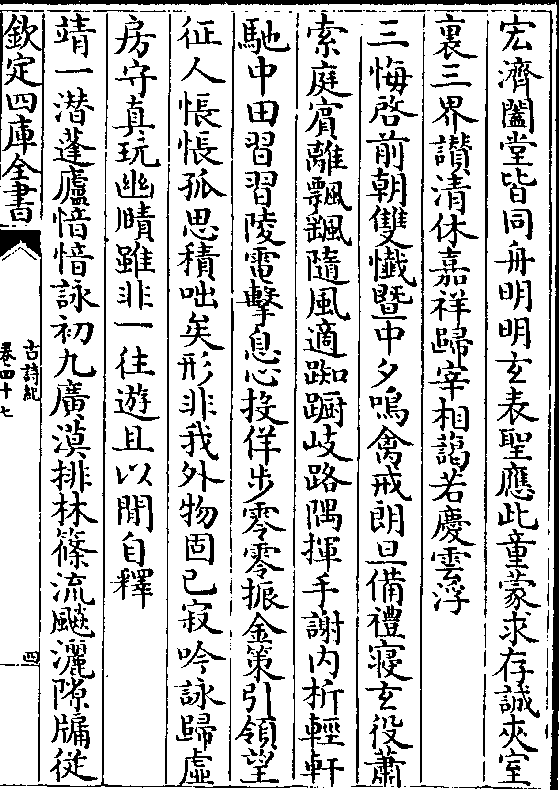 宏濟闔堂皆同舟明明玄表聖應此童蒙求存誠夾室
裏三界讚清休嘉祥歸宰相藹若慶雲浮
三悔啓前朝雙懺暨中夕鳴禽戒朗旦備禮寢玄役蕭
索庭賓離飄飄隨風適踟蹰岐路隅揮手謝内析輕軒
馳中田習習陵電擊息心投佯步零零振金策引領望
征人悵悵孤思積咄矣形非我外物固已寂吟詠歸虛
房守真玩幽賾雖非一往遊且以閒自釋
靖一潛蓬廬愔愔詠初九廣漠排林篠流飈灑隙牖從
欽定四庫全書
古詩紀
卷四十七
四